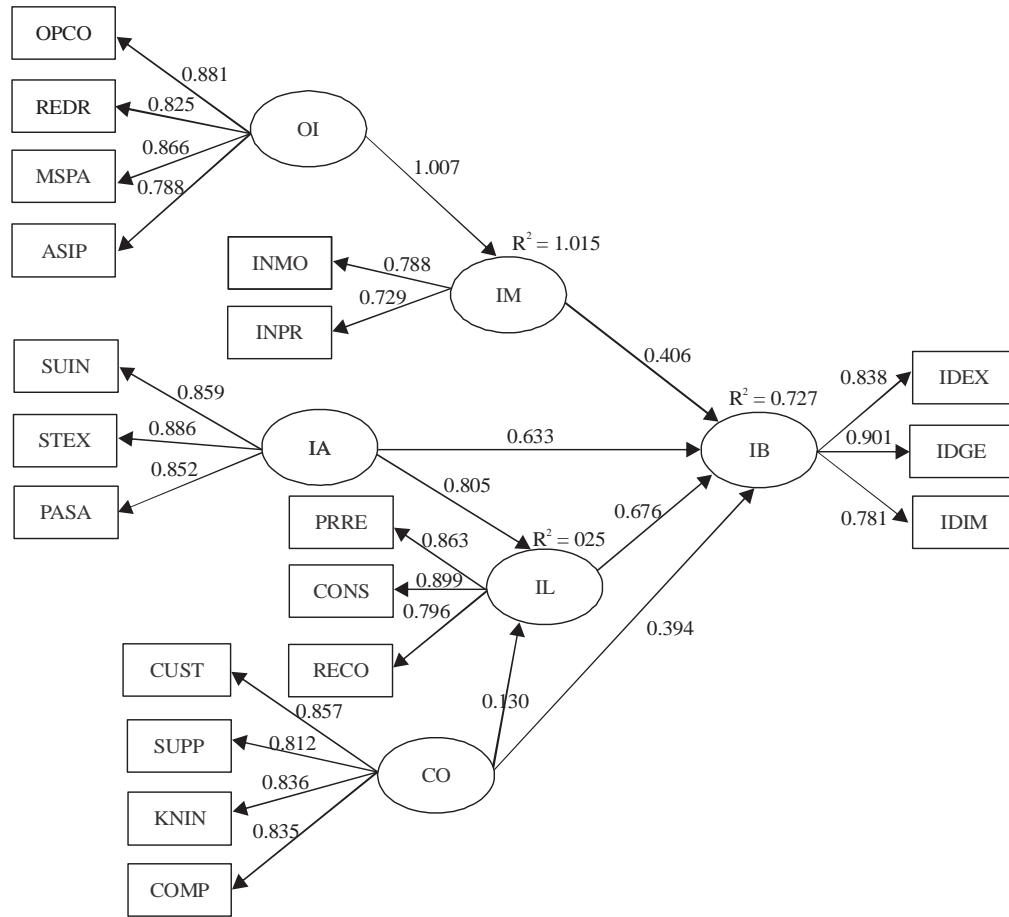 OPCO
0.881
REDR
0.825
OI
0.866
MSPA
1.007
0.788
ASIP
R² = 1.015
INMO
0.788
IM
0.729
INPR
SUIN
0.406
IDEX
0.838
0.859
R² = 0.727
STEX
0.886
IA
0.633
IB
0.901
IDGE
0.852
0.805
PASA
PRRE
0.676
0.781
IDIM
0.863
R² = 025
CONS
0.899
IL
0.796
0.394
CUST
RECO
0.857
0.130
SUPP
0.812
CO
0.836
KNIN
0.835
COMP